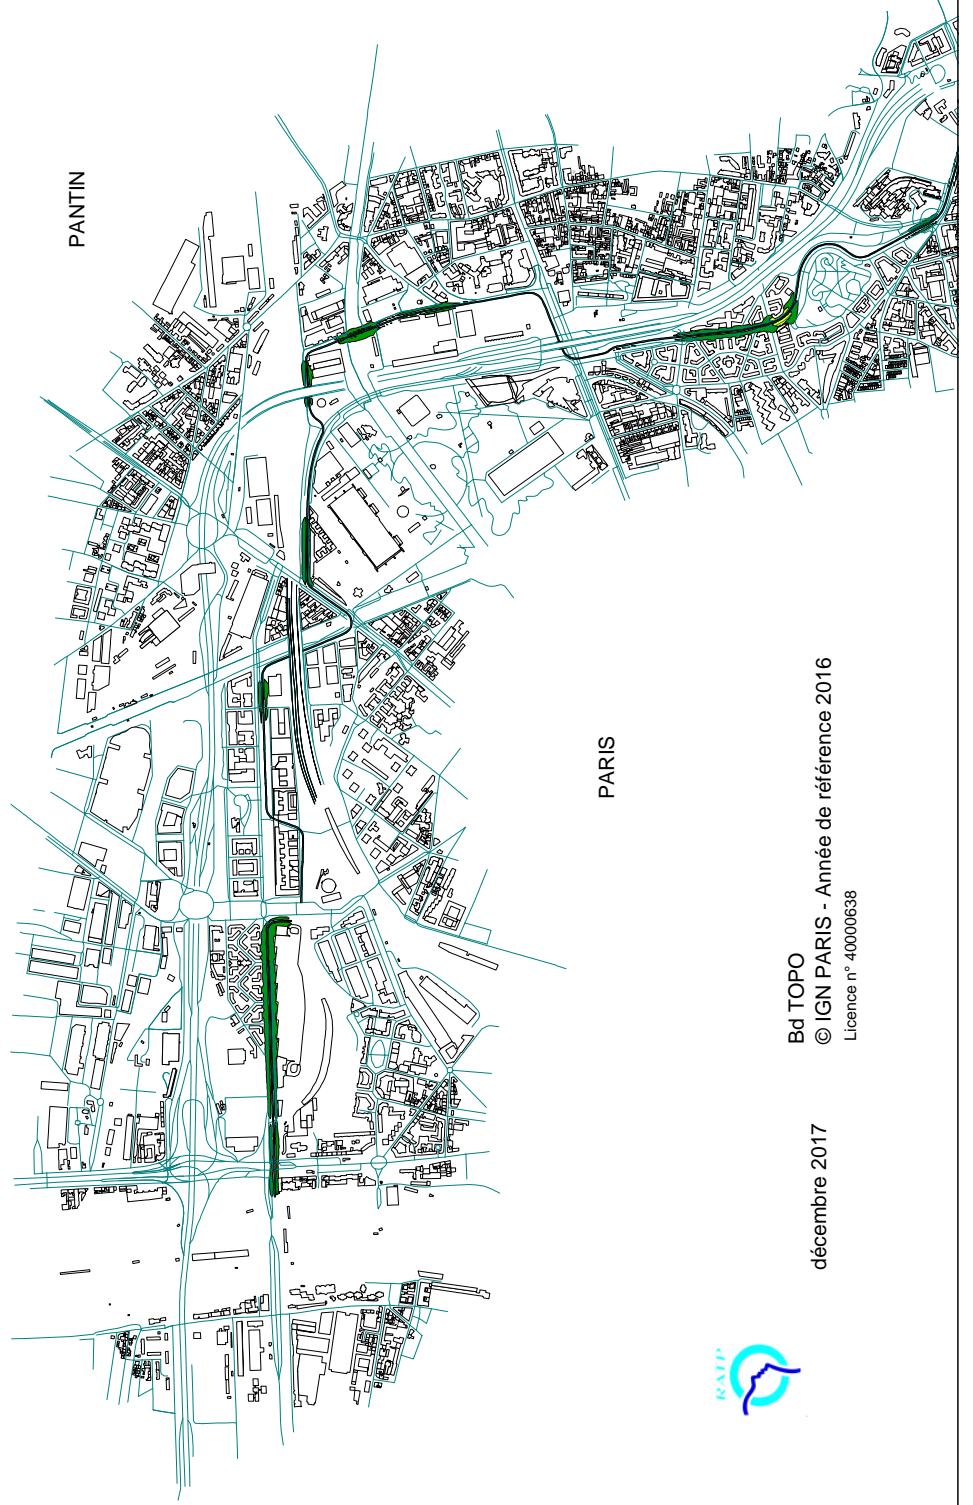 PANTIN
PARIS
Bd TOPO
© IGN PARIS - Année de référence 2016
Licence n° 40000638
décembre 2017
RATP